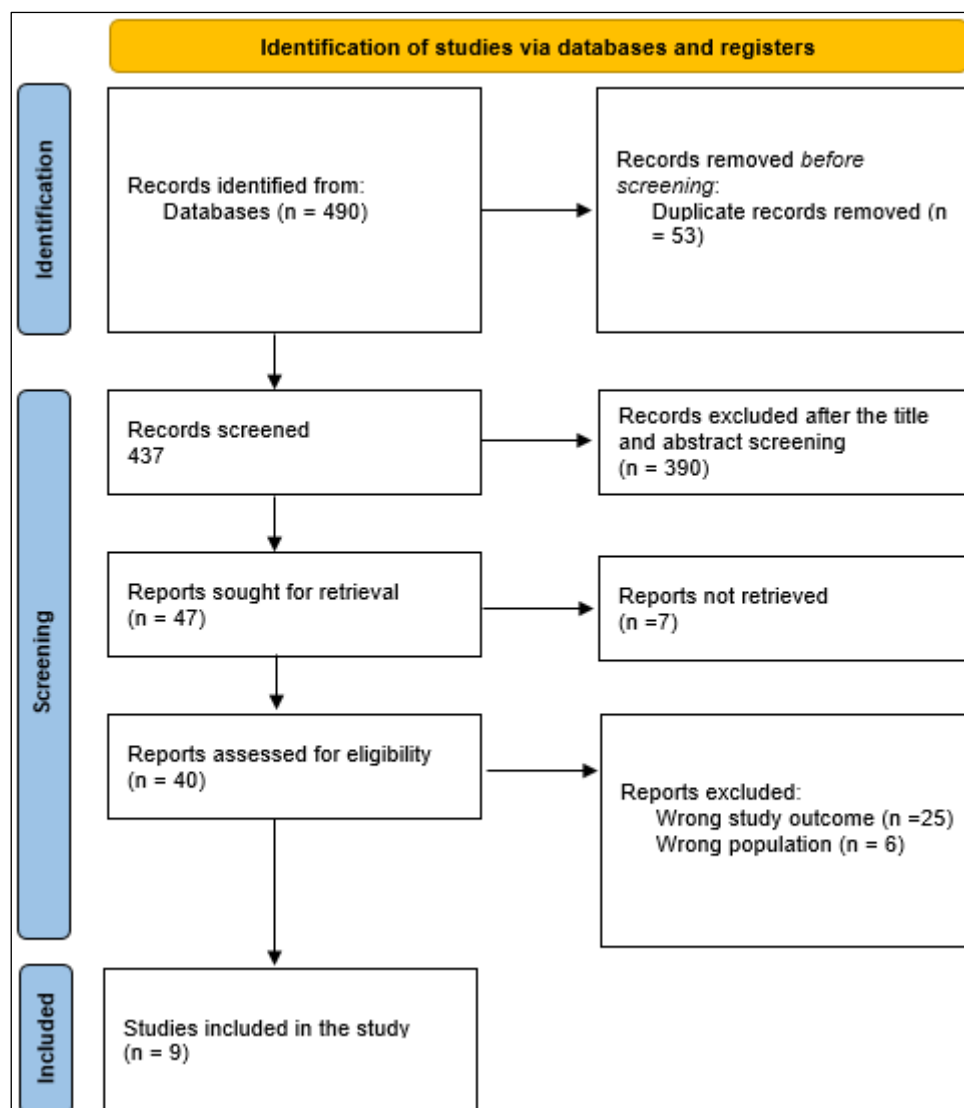 Identification of studies via databases and registers
Identification
Records identified from:
Databases (n = 490)
Records removed before
screening:
Duplicate records removed (n
= 53)
Screening
Records screened
437
Records excluded after the title
and abstract screening
(n = 390)
Reports sought for retrieval
(n = 47)
Reports not retrieved
(n =7)
Reports assessed for eligibility
(n = 40)
Reports excluded:
Wrong study outcome (n =25)
Wrong population (n = 6)
Included
Studies included in the study
(n = 9)